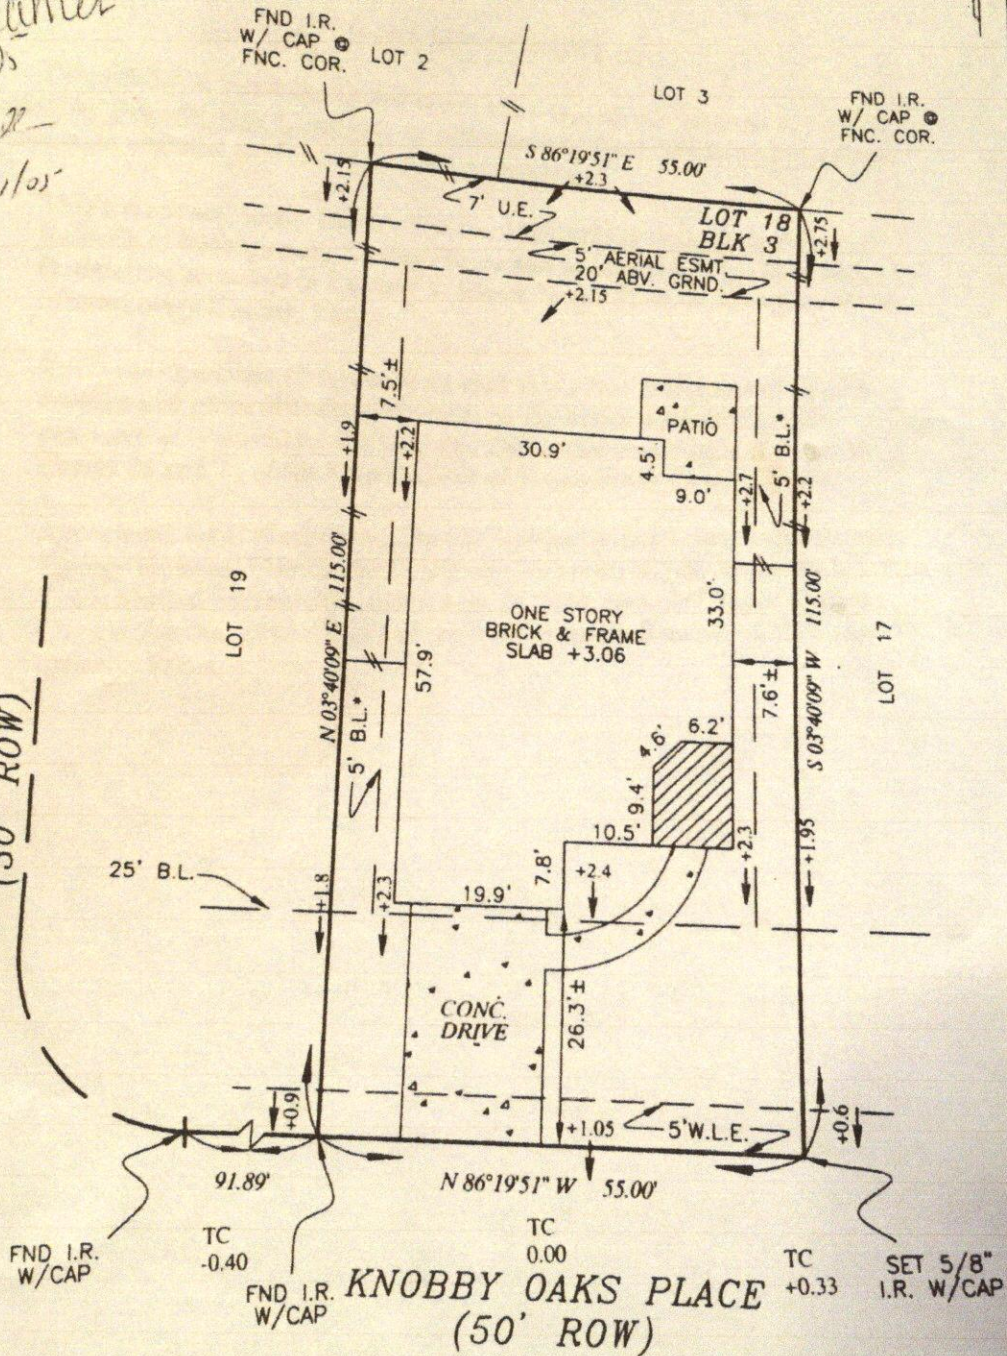 FND I.R.
W/ CAP @
FNC. COR.
LOT 2
LOT 3
FND I.R.
W/ CAP @
FNC. COR.
S 86°19'51" E 55.00'
+2.15
+2.3
7' U.E.
LOT 18
BLK 3
+2.75
5' AERIAL ESMT.
20' ABV. GRND.
+2.15
7.5'±
PATIO
+1.9
+2.2
30.9'
4.5'
9.0'
+2.7
5' B.L.*
+2.2
LOT 19
N 03°40'09" E 115.00'
57.9'
ONE STORY
BRICK & FRAME
SLAB +3.06
33.0'
S 03°40'09" W 115.00'
LOT 17
7.6'±
5' B.L.*
6.2'
4.6'
9.4'
10.5'
7.8'
+2.3
+1.95
25' B.L.
+1.8
+2.3
19.9'
+2.4
ROW)
CONC.
DRIVE
26.3'±
+0.9
+1.05
5'W.L.E.
+0.6
91.89'
N 86°19'51" W 55.00'
FND I.R.
W/CAP
TC
-0.40
TC
0.00
TC
+0.33
SET 5/8"
I.R. W/CAP
FND I.R.
W/CAP
KNOBBY OAKS PLACE
(50' ROW)